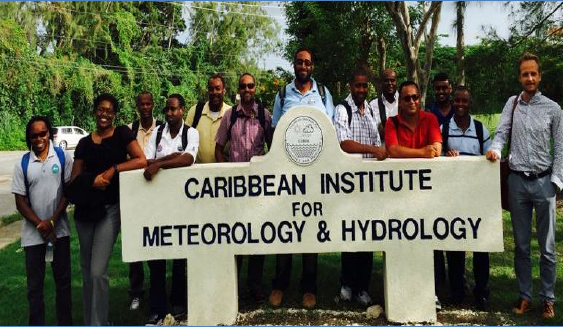 CARIBBEAN INSTITUTE
FOR
METEOROLOGY & HYDROLOGY